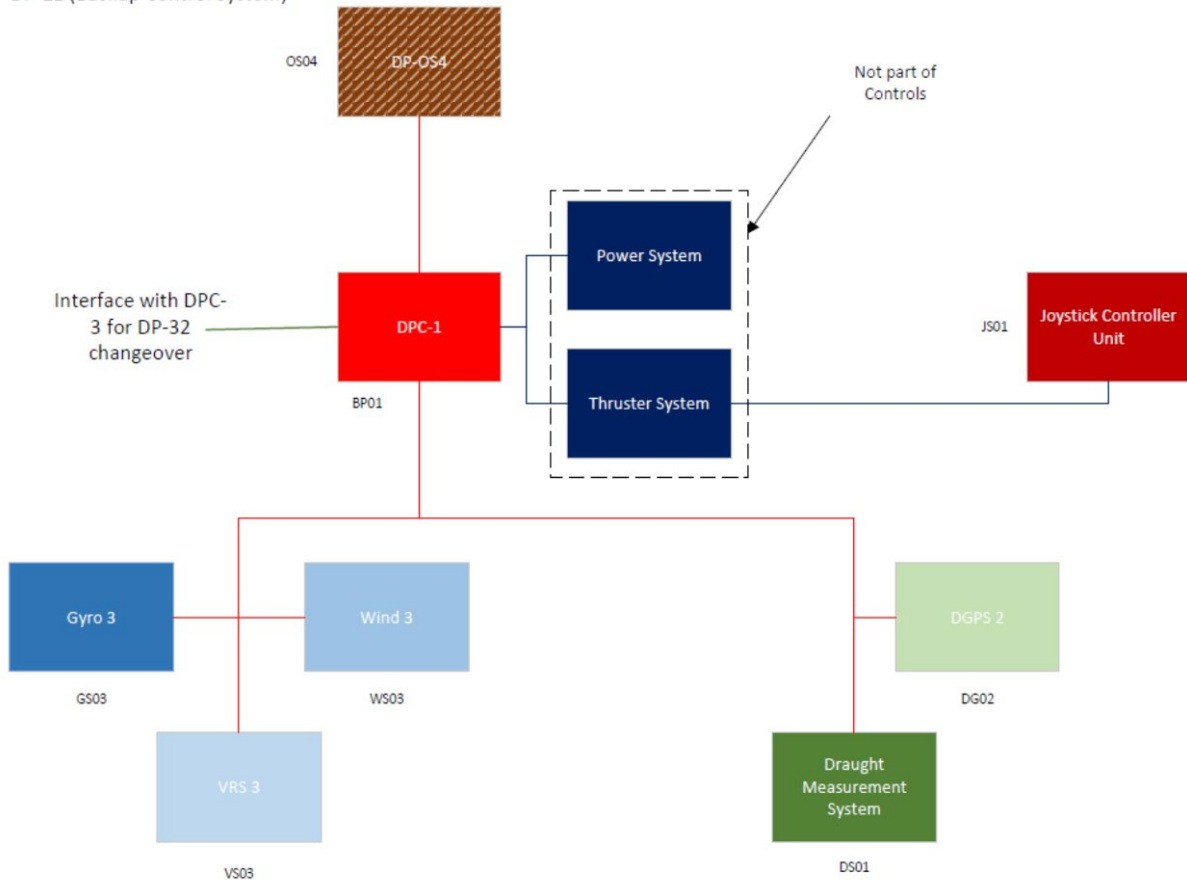 OS04
DP-OS4
Not part of
Controls
Power System
Interface with DPC-
3 for DP-32
changeover
DPC-1
JS01
Joystick Controller
Unit
BP01
Thruster System
Gyro 3
Wind 3
DGPS 2
GS03
WS03
DG02
VRS 3
Draught
Measurement
System
VS03
DS01